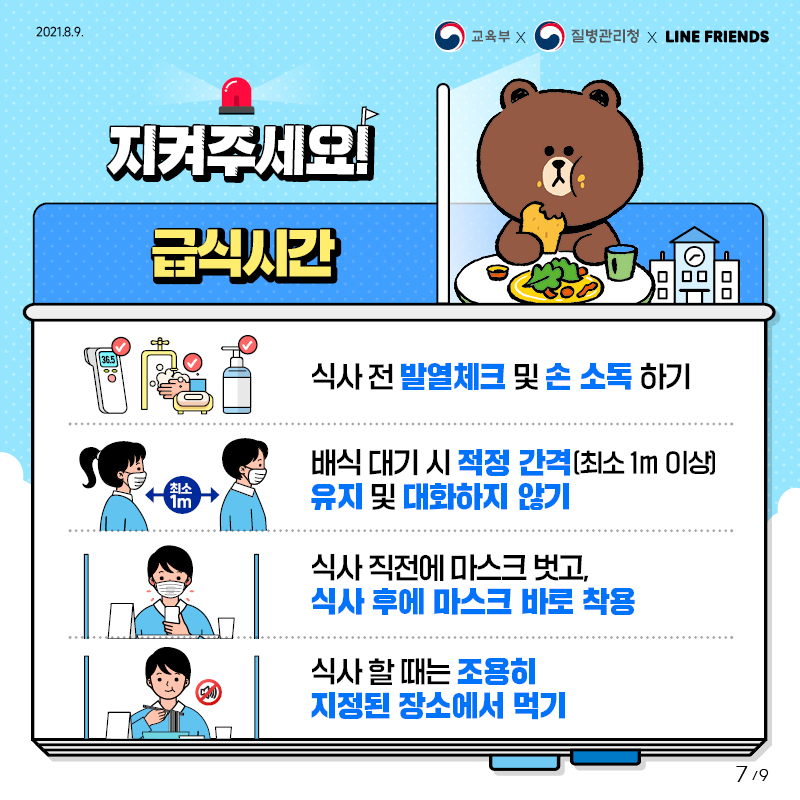 2021.8.9.
교육부 X 질병관리청 X LINE FRIENDS
지켜주세요!
급식시간
36.5
식사 전 발열체크 및 손 소독 하기
최소
1m
배식 대기 시 적정 간격(최소 1m 이상)
유지 및 대화하지 않기
식사 직전에 마스크 벗고,
식사 후에 마스크 바로 착용
식사 할 때는 조용히
지정된 장소에서 먹기
7 /9